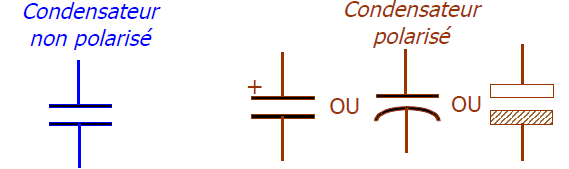 Condensateur
non polarisé
Condensateur
polarisé
+
OU
OU